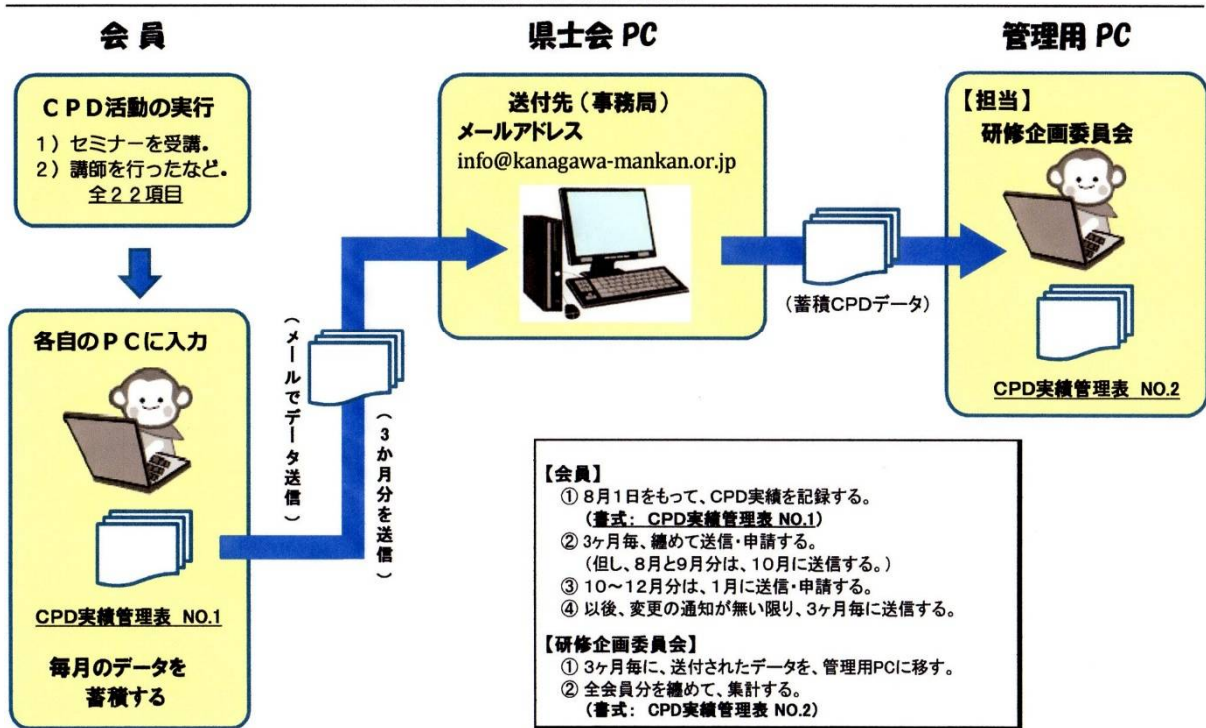 会員
県士会 PC
管理用 PC
CPD活動の実行
1) セミナーを受講。
2) 講師を行ったなど。
全22項目
各自のPCに入力
CPD実績管理表 NO.1
毎月のデータを
蓄積する
(メールでデータ送信)
(3か月分を送信)
送付先(事務局)
メールアドレス
info@kanagawa-mankan.or.jp
(蓄積CPDデータ)
【担当】
研修企画委員会
CPD実績管理表 NO.2
【会員】
① 8月1日をもって、CPD実績を記録する。
(書式: CPD実績管理表 NO.1)
② 3ヶ月毎、纏めて送信・申請する。
(但し、8月と9月分は、10月に送信する。)
③ 10~12月分は、1月に送信・申請する。
④ 以後、変更の通知が無い限り、3ヶ月毎に送信する。
【研修企画委員会】
① 3ヶ月毎に、送付されたデータを、管理用PCに移す。
② 全会員分を纏めて、集計する。
(書式: CPD実績管理表 NO.2)